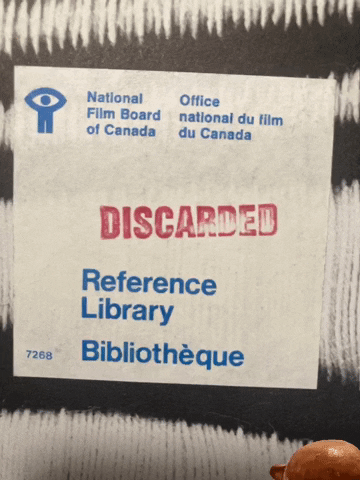 National
Film Board
of Canada
Office
national du film
du Canada
DISCARDED
Reference
Library
7268
Bibliothèque